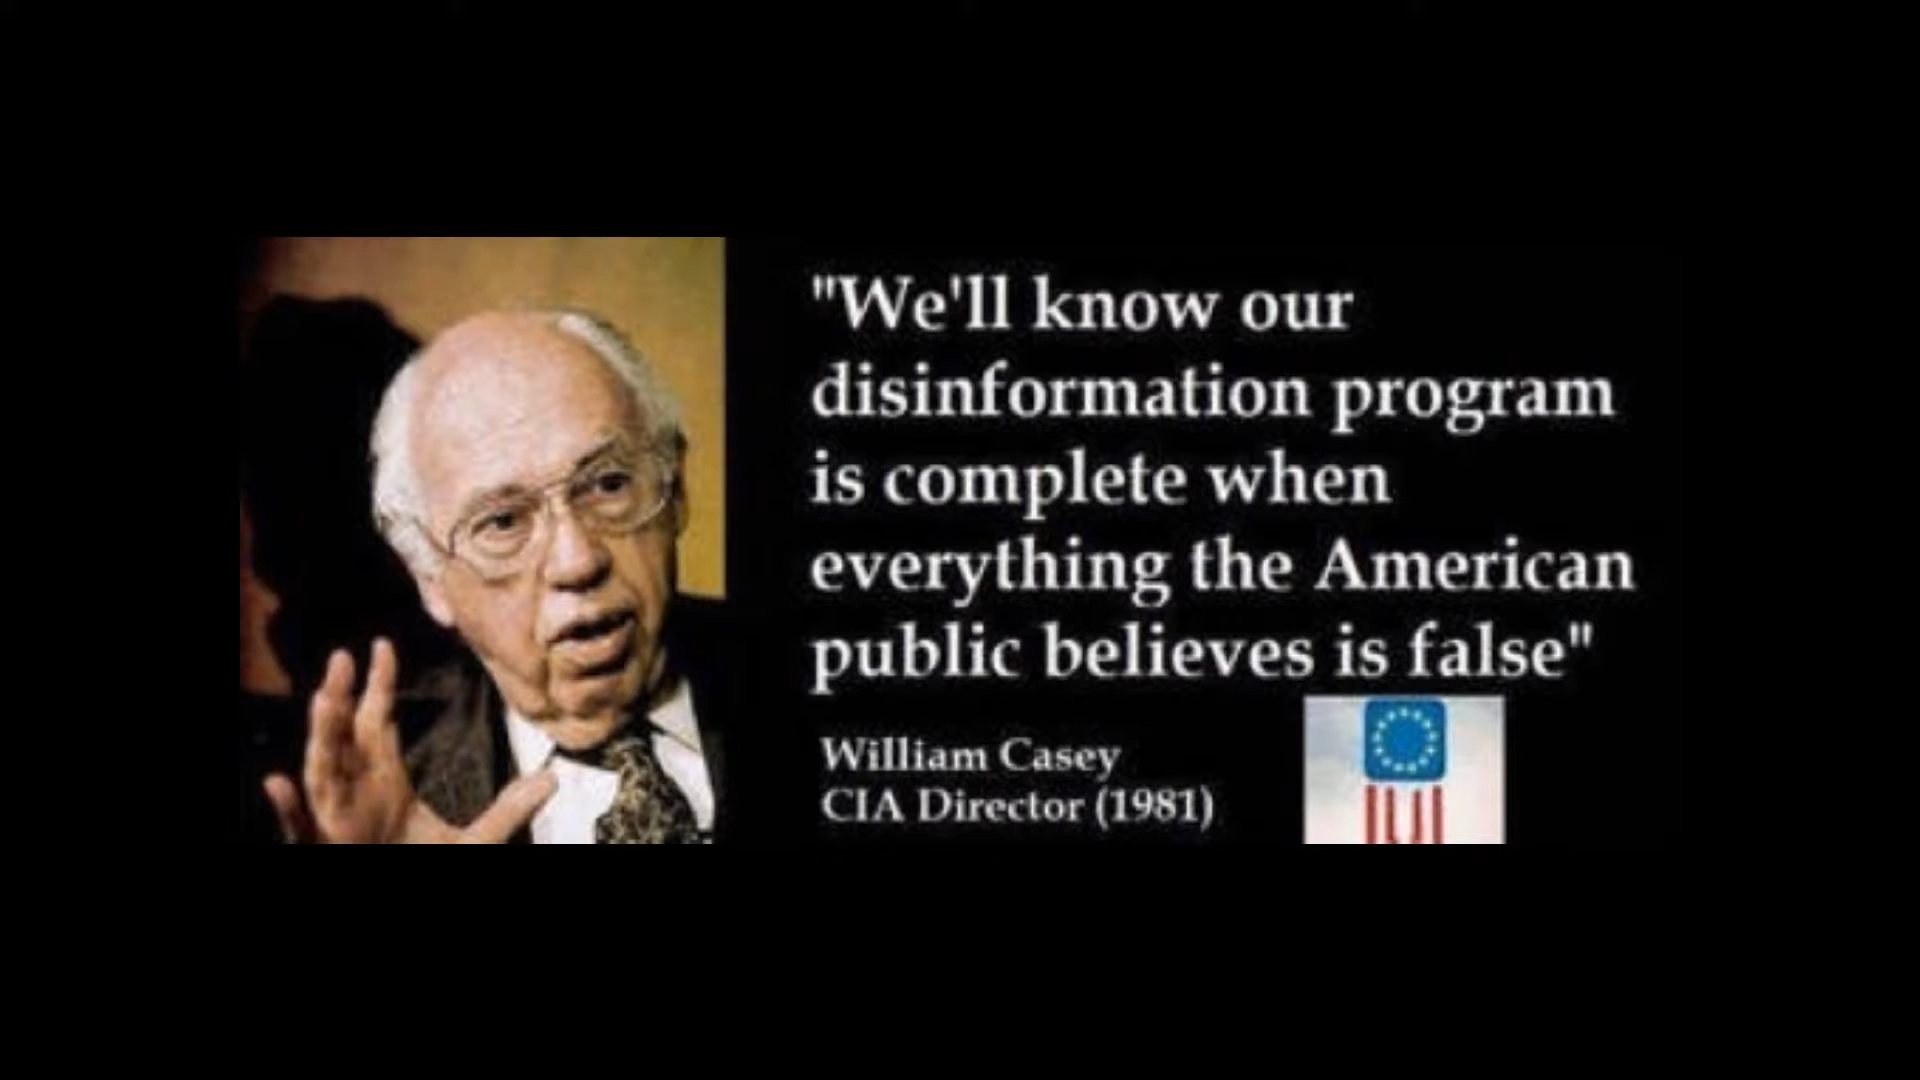 "We'll know our
disinformation program
is complete when
everything the American
public believes is false"
William Casey
CIA Director (1981)